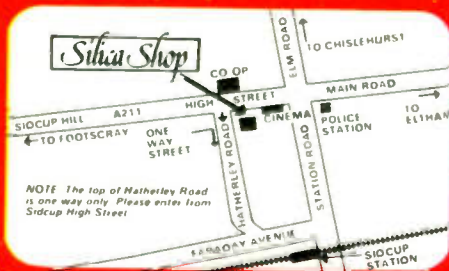 Silica Shop
CO OP
ELM ROAD
TO CHISLEHURST
MAIN ROAD
HIGH STREET
A211
SIDCUP HILL
TO FOOTSCRAY
ONE
WAY
STREET
CINEMA
POLICE
STATION
TO
ELTHAM
HATHERLEY ROAD
STATION ROAD
NOTE The top of Hatherley Road
is one way only. Please enter from
Sidcup High Street
FARADAY AVENUE
SIDCUP
STATION